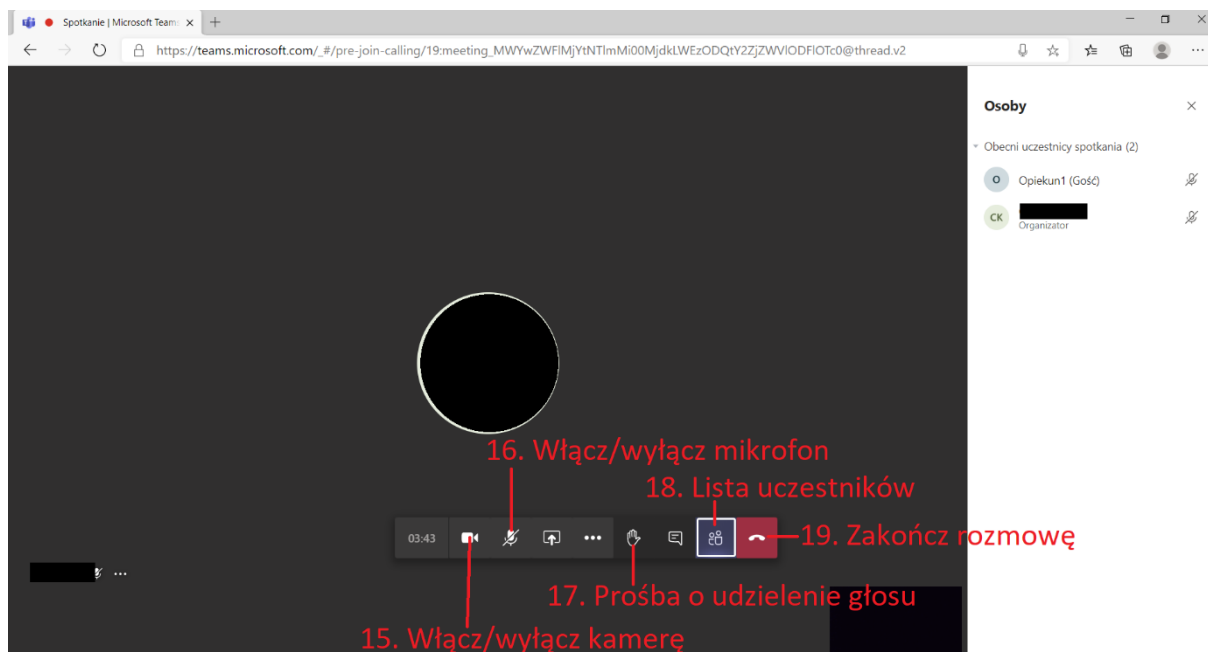 Spotkanie | Microsoft Teams
https://teams.microsoft.com/_#/pre-join-calling/19:meeting_MWYwZWFlMjYtNTlmMi00MjdkLWEzODQtY2ZjZWVlODFlOTc0@thread.v2
Osoby
Obecni uczestnicy spotkania (2)
O Opiekun1 (Gość)
CK
Organizator
16. Włącz/wyłącz mikrofon
18. Lista uczestników
03:43
19. Zakończ rozmowę
17. Prośba o udzielenie głosu
15. Włącz/wyłącz kamerę